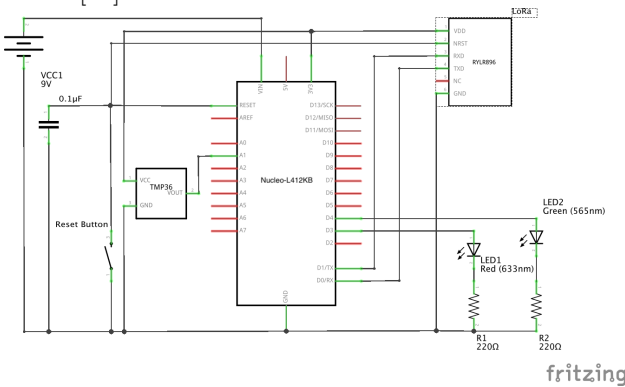 LoRa
VDD
NRST
RXD
TXD
NC
GND
RYLR896
VCC1
9V
0.1µF
VIN
5V
3V3
RESET
AREF
A0
A1
A2
A3
A4
A5
A6
A7
D13/SCK
D12/MISO
D11/MOSI
D10
D9
D8
D7
D6
D5
D4
D3
D2
D1/TX
D0/RX
GND
Nucleo-L412KB
VCC
TMP36
VOUT
GND
Reset Button
LED2
Green (565nm)
LED1
Red (633nm)
R1
220Ω
R2
220Ω
fritzing